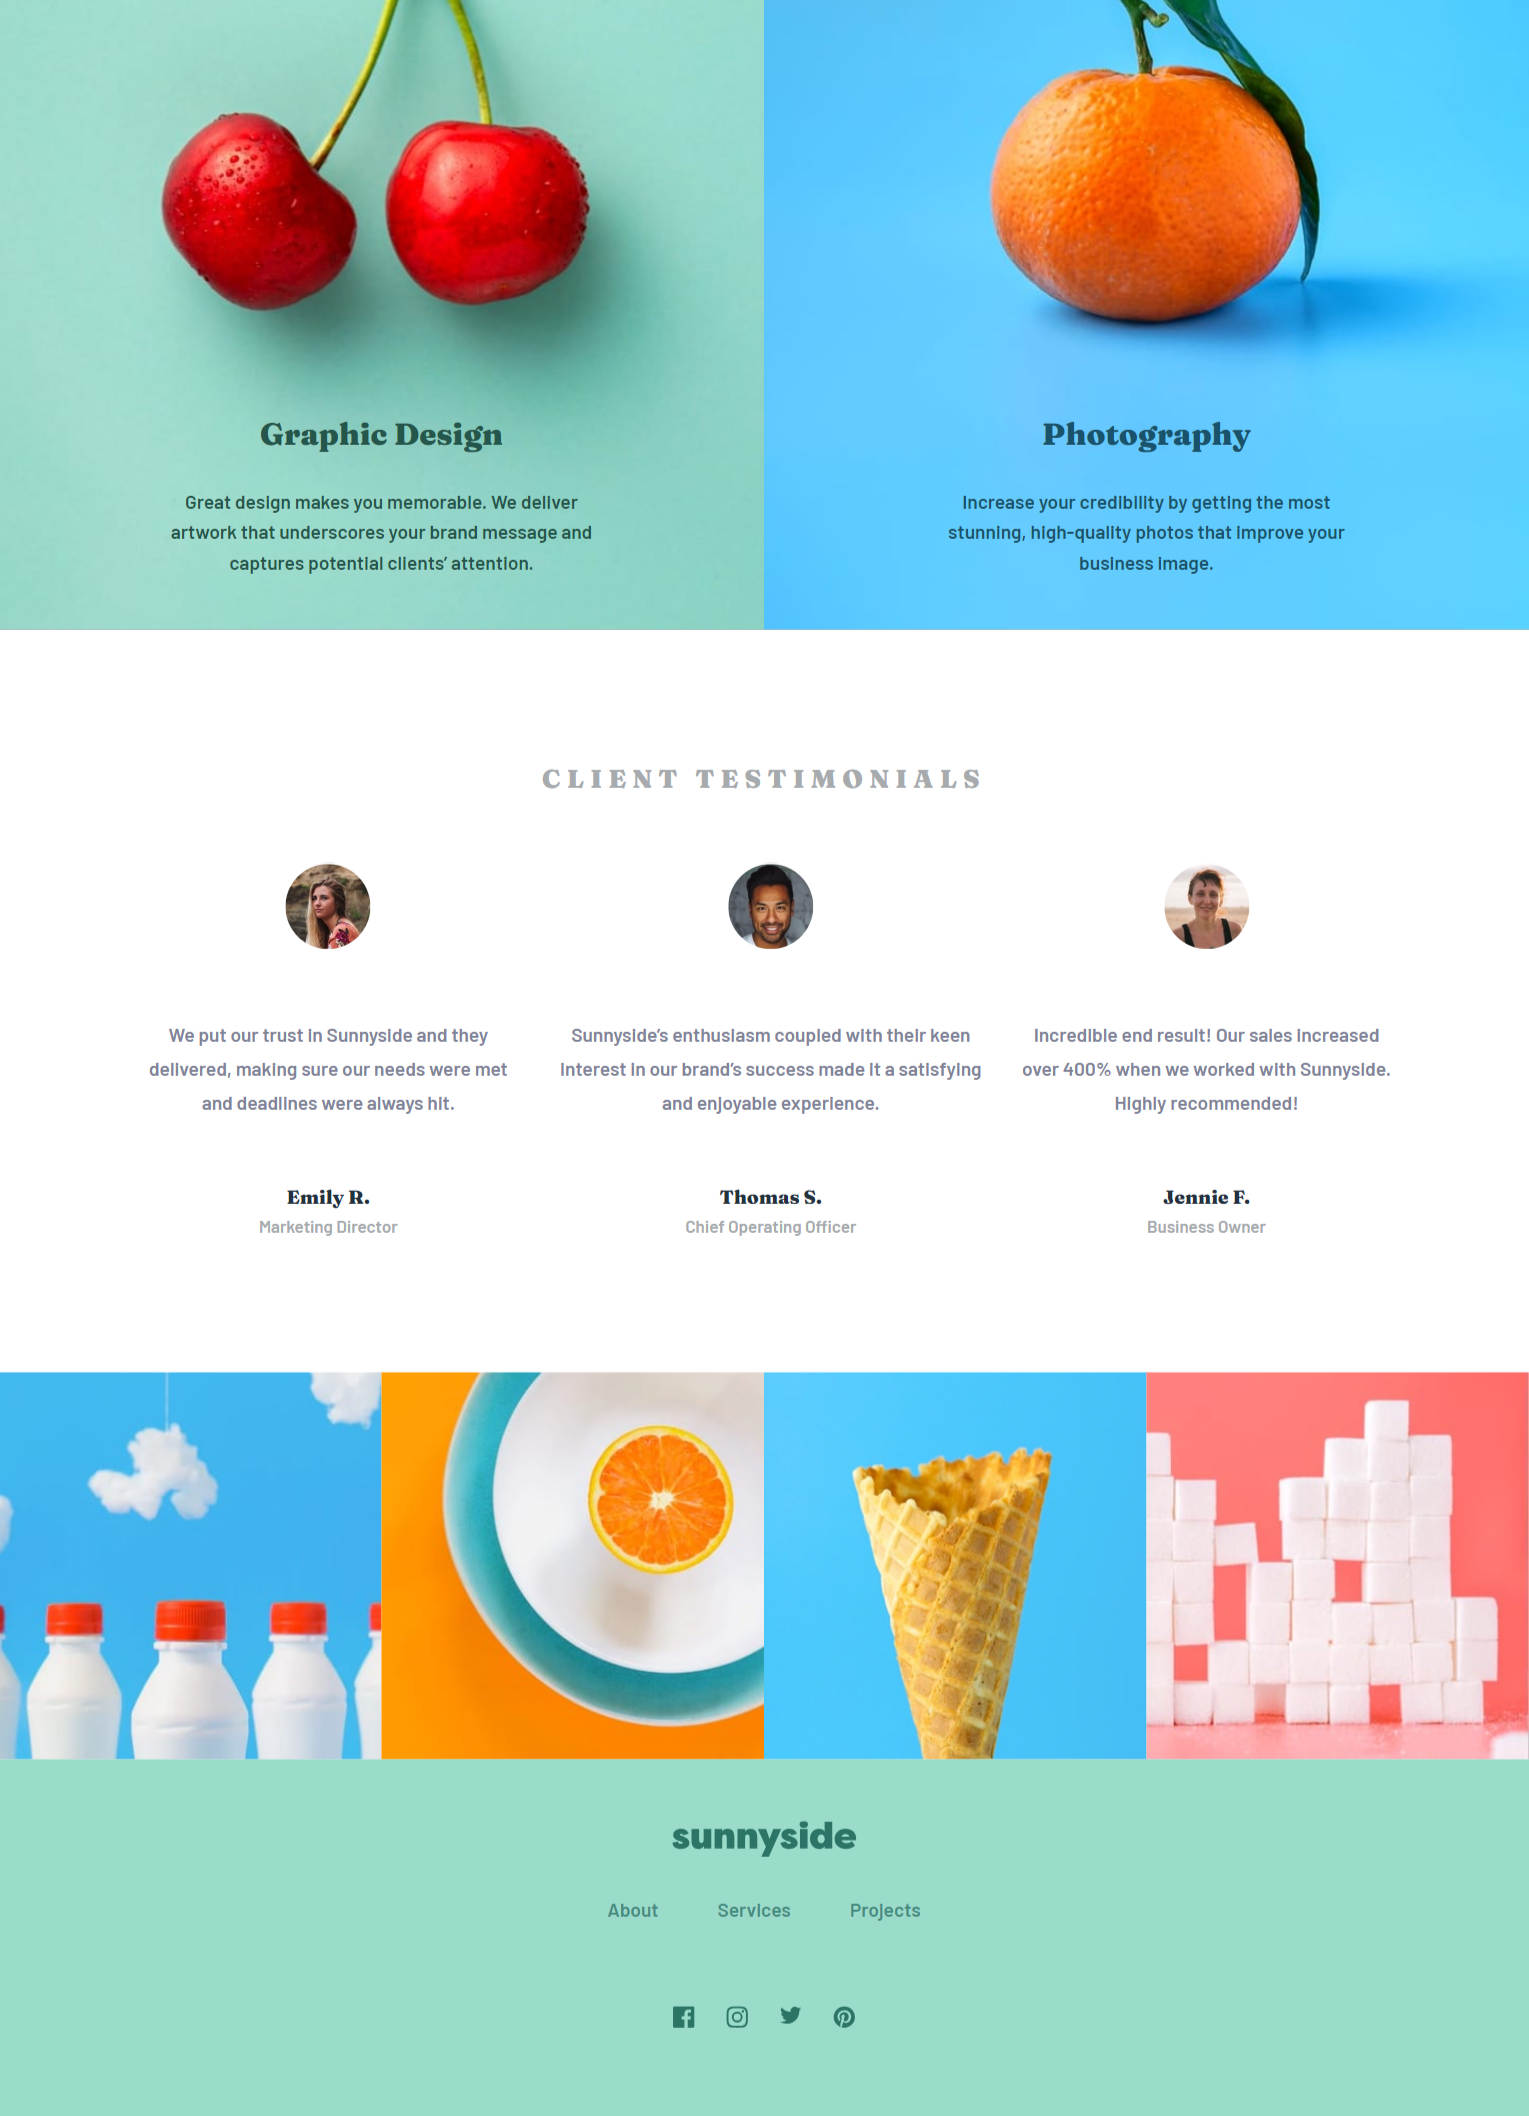 Graphic Design
Great design makes you memorable. We deliver
artwork that underscores your brand message and
captures potential clients’ attention.
Photography
Increase your credibility by getting the most
stunning, high-quality photos that improve your
business image.
CLIENT TESTIMONIALS
We put our trust in Sunnyside and they
delivered, making sure our needs were met
and deadlines were always hit.
Emily R.
Marketing Director
Sunnyside’s enthusiasm coupled with their keen
interest in our brand’s success made it a satisfying
and enjoyable experience.
Thomas S.
Chief Operating Officer
Incredible end result! Our sales increased
over 400% when we worked with Sunnyside.
Highly recommended!
Jennie F.
Business Owner
sunnyside
About Services Projects